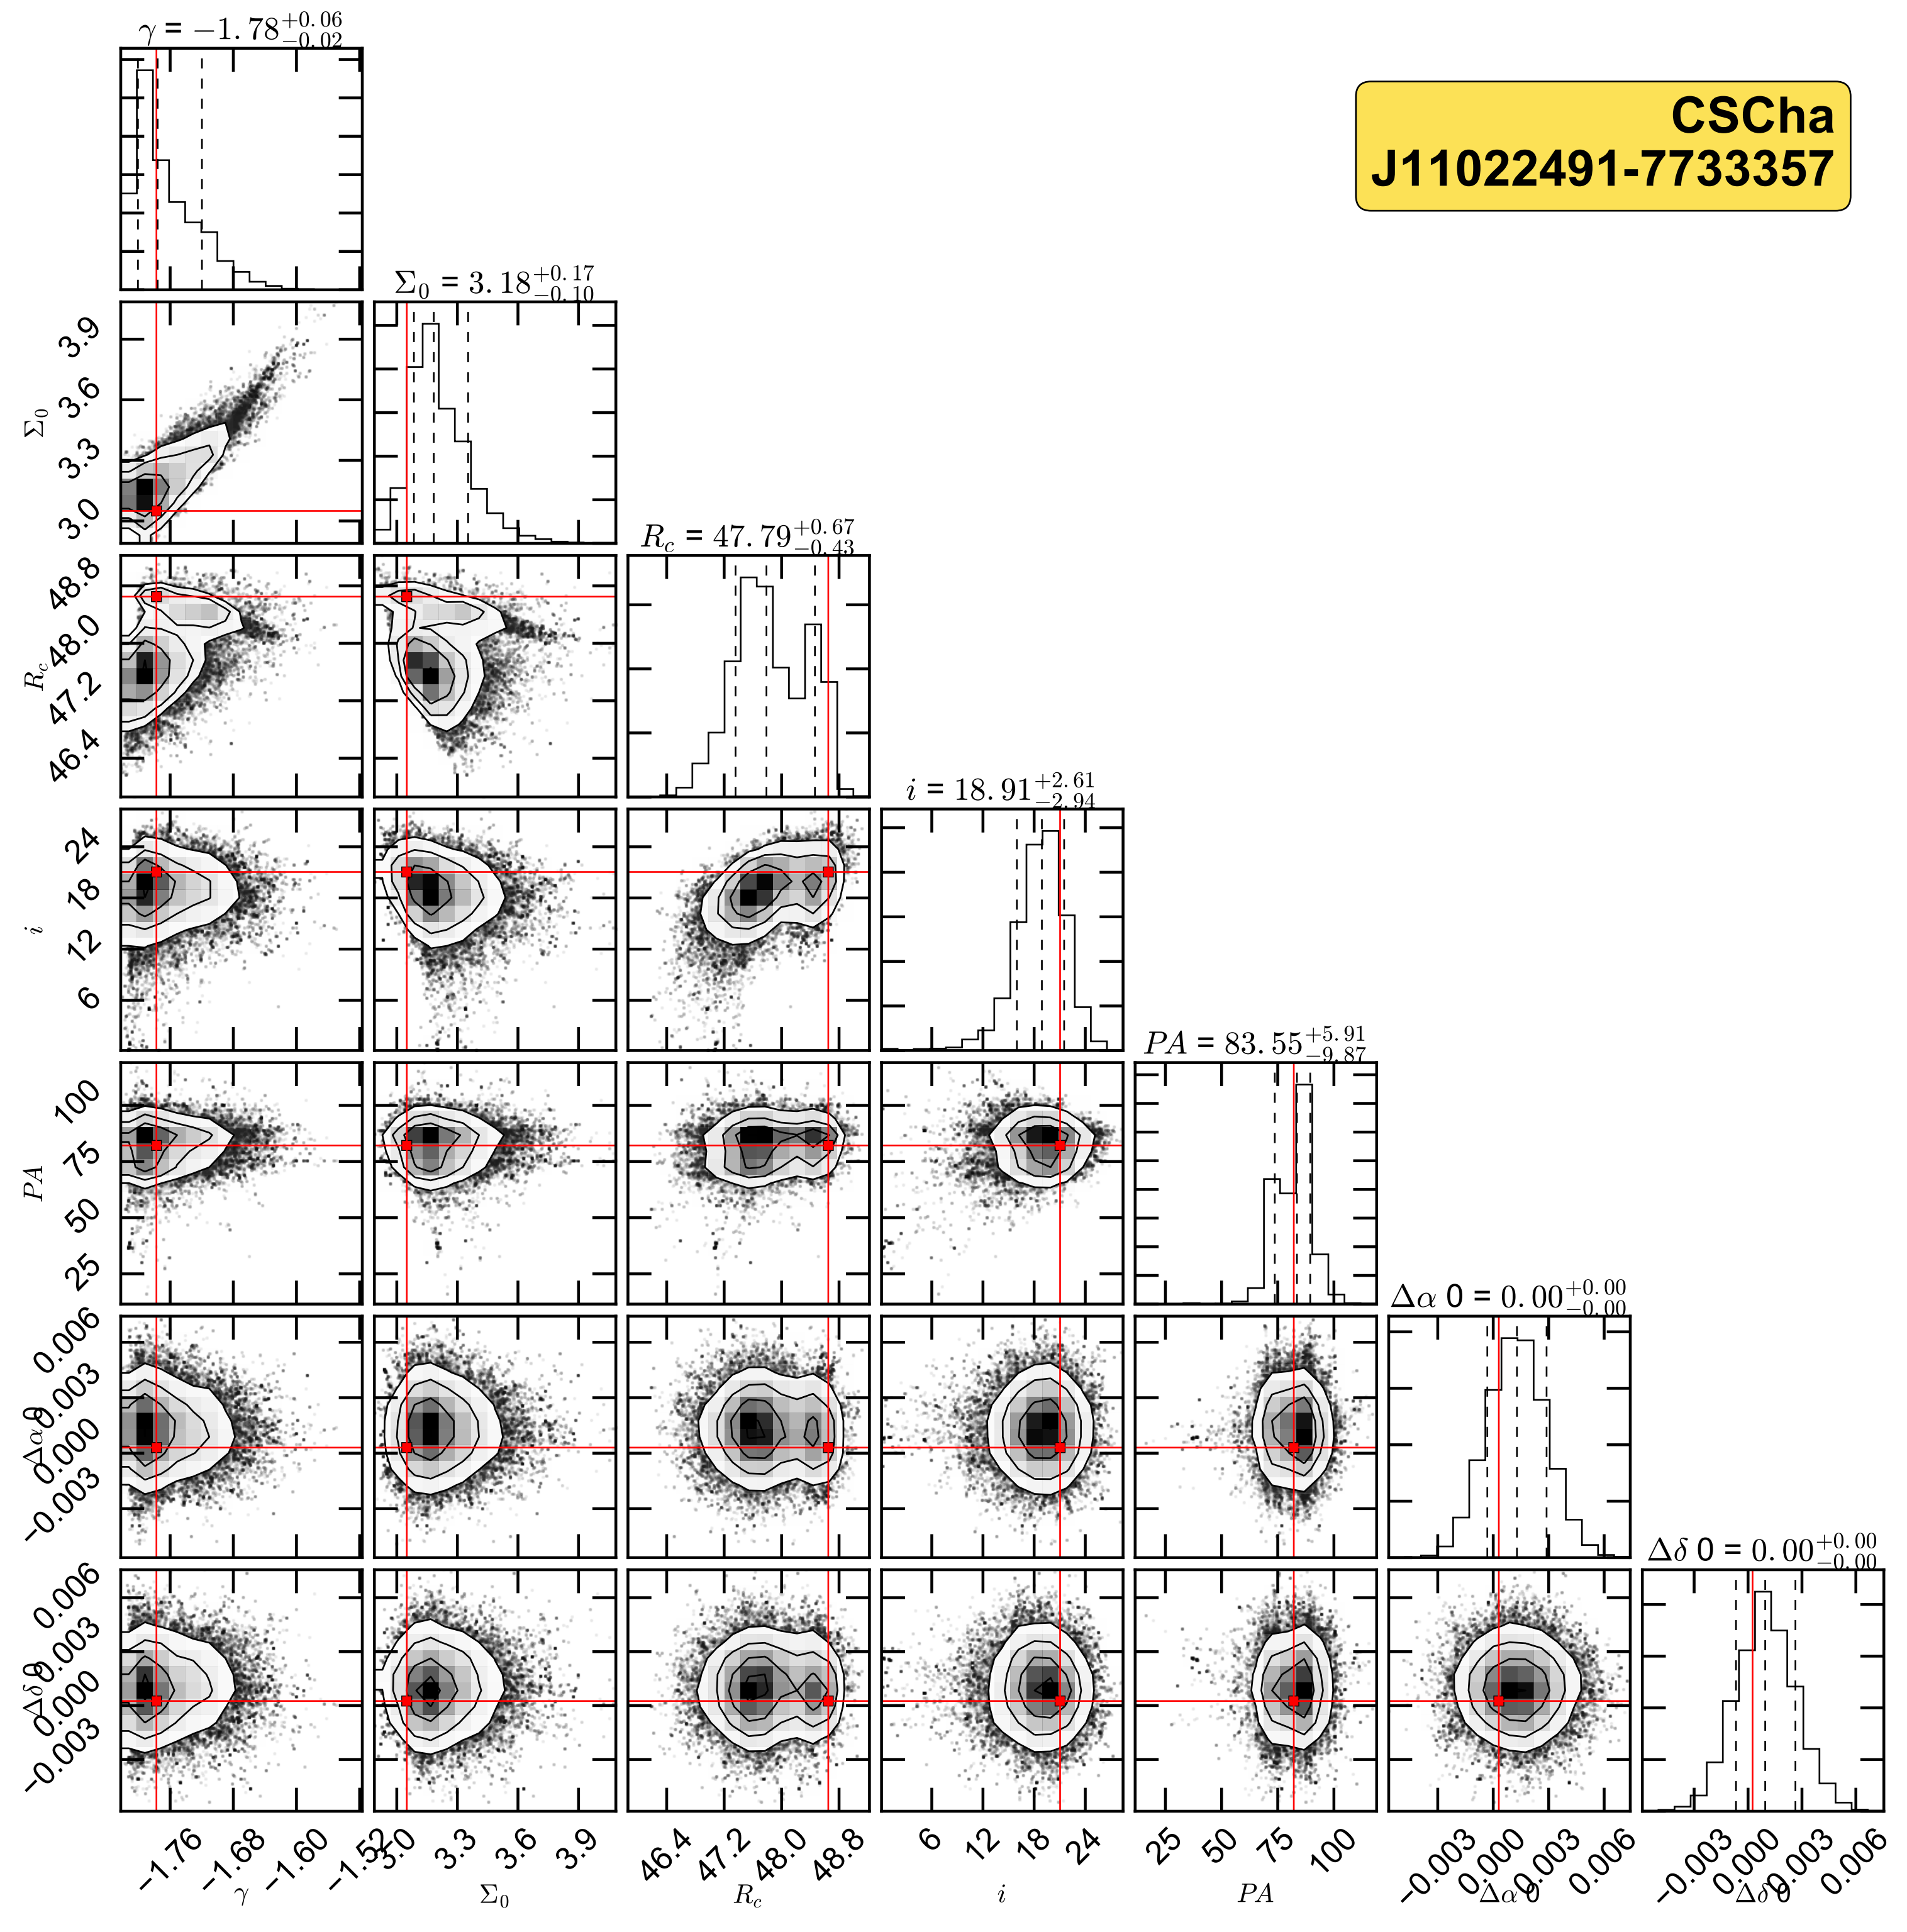 γ = −1.78 +0.06 −0.02
CSCha
J11022491-7733357
Σ0 = 3.18 +0.17 −0.10
3.9
3.6
3.3
3.0
Σ0
Rc = 47.79 +0.67 −0.43
48.8
48.0
47.2
46.4
Rc
i = 18.91 +2.61 −2.94
24
18
12
6
i
PA = 83.55 +5.91 −9.87
100
75
50
25
PA
Δα 0 = 0.00 +0.00 −0.00
0.006
0.003
0.000
−0.003
Δα 0
Δδ 0 = 0.00 +0.00 −0.00
0.006
0.003
0.000
−0.003
Δδ 0
−1.76 −1.68 −1.60 −1.52
3.0 3.3 3.6 3.9
46.4 47.2 48.0 48.8
6 12 18 24
25 50 75 100
−0.003 0.000 0.003 0.006
−0.003 0.000 0.003 0.006
γ Σ0 Rc i PA Δα 0 Δδ 0